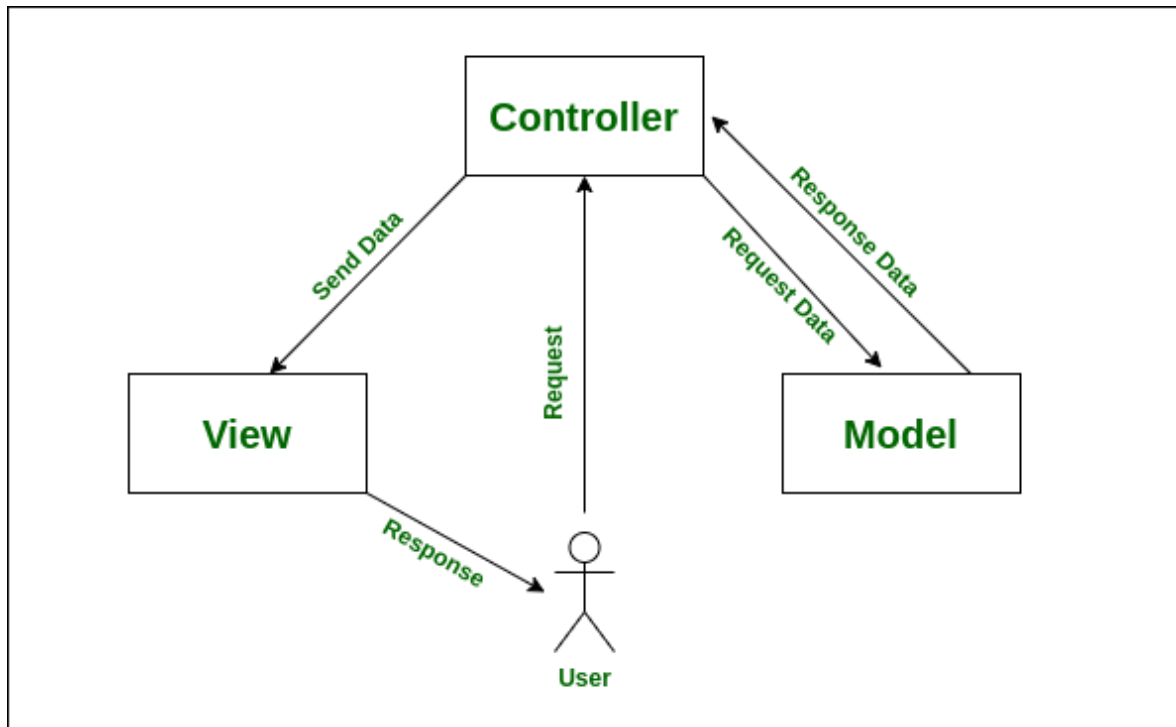 Controller
Send Data
Request
Request Data
Response Data
View
Model
Response
User